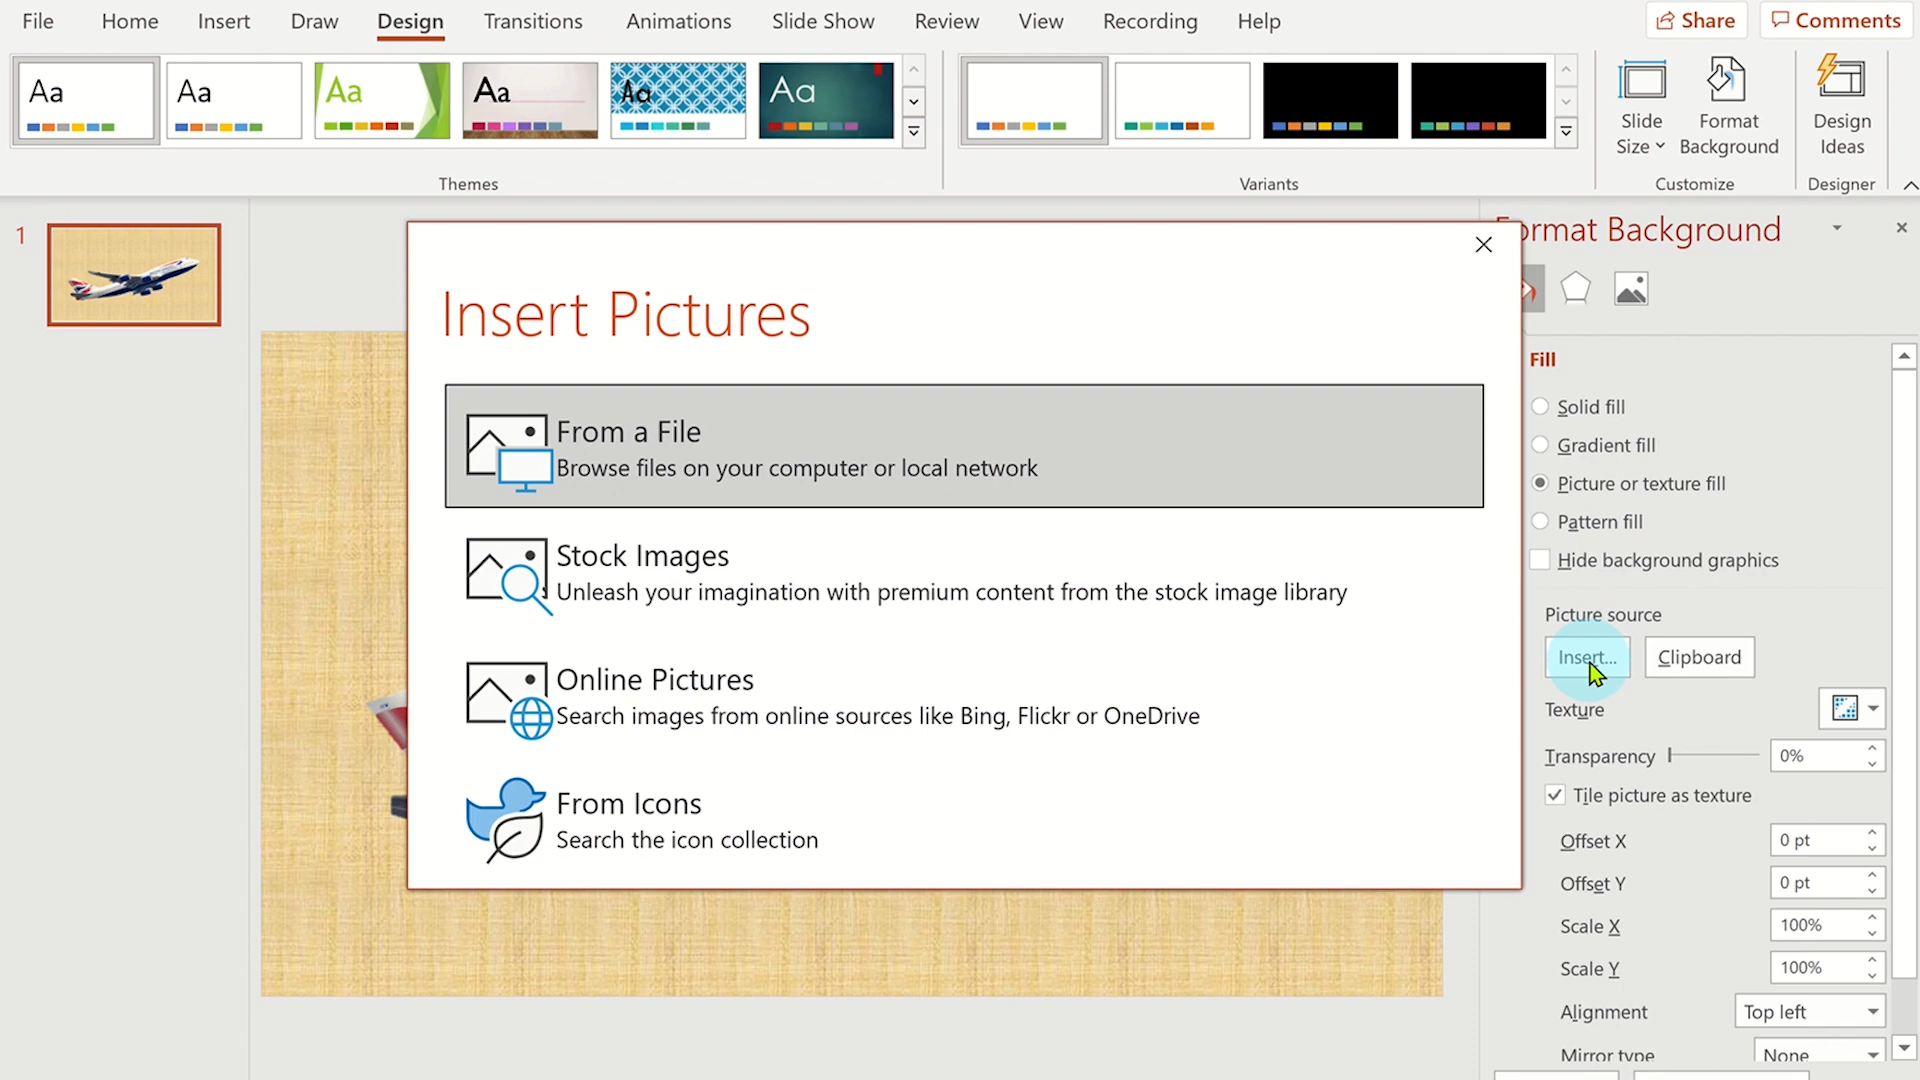 File Home Insert Draw Design Transitions Animations Slide Show Review View Recording Help Share Comments
Aa Aa Aa Aa Aa Aa
Slide Size
Format Background
Design Ideas
Themes Variants Customize Designer
1
ormat Background
Insert Pictures
From a File
Browse files on your computer or local network
Stock Images
Unleash your imagination with premium content from the stock image library
Online Pictures
Search images from online sources like Bing, Flickr or OneDrive
From Icons
Search the icon collection
Fill
Solid fill
Gradient fill
Picture or texture fill
Pattern fill
Hide background graphics
Picture source
Insert... Clipboard
Texture
Transparency 0%
Tile picture as texture
Offset X 0 pt
Offset Y 0 pt
Scale X 100%
Scale Y 100%
Alignment Top left
Mirror type None